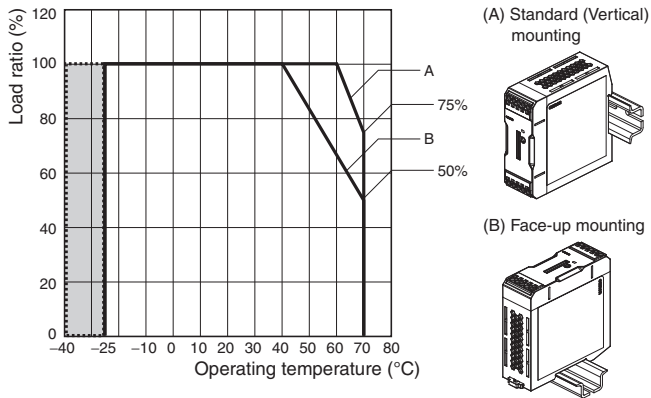 Load ratio (%)
120
100
80
60
40
20
0
–40 –25 –10 0 10 20 30 40 50 60 70 80
Operating temperature (°C)
A
75%
B
50%
(A) Standard (Vertical)
mounting
(B) Face-up mounting